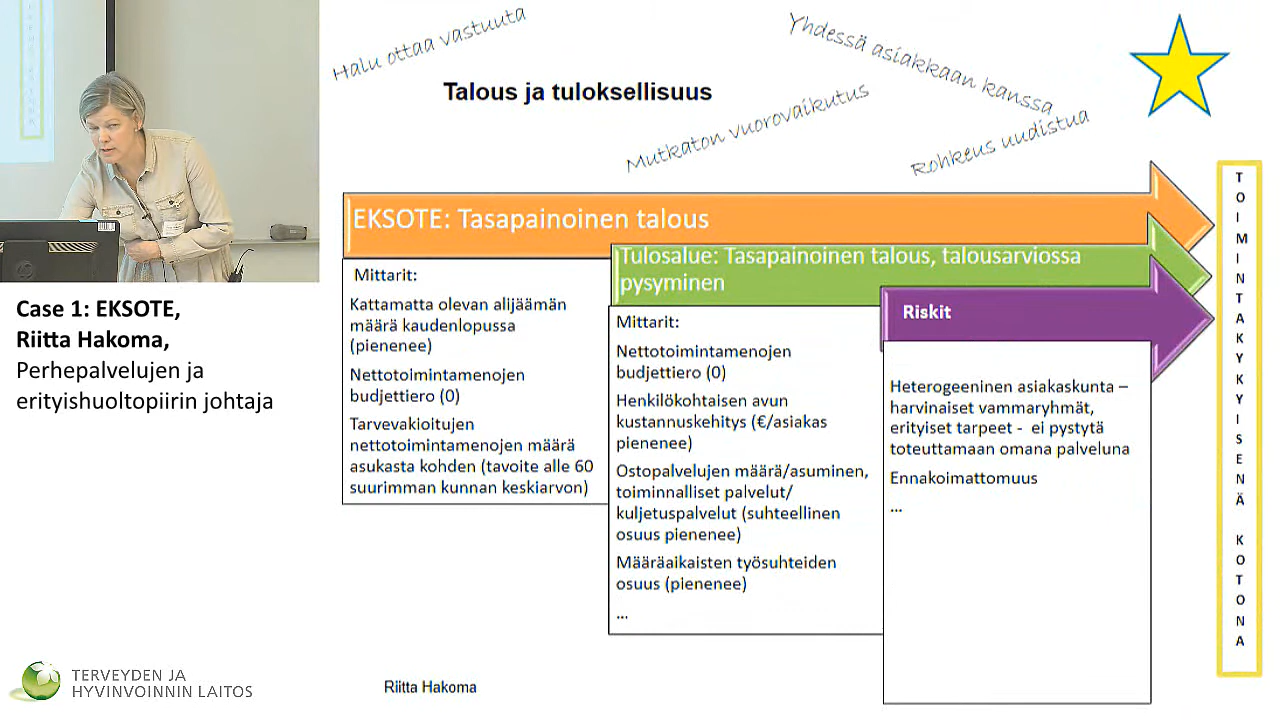 Halu ottaa vastuuta
Yhdessä asiakkaan kanssa
Talous ja tuloksellisuus
Mutkaton vuorovaikutus
Rohkeus uudistua
EKSOTE: Tasapainoinen talous
Mittarit:
Kattamatta olevan alijäämän
määrä kaudenlopussa
(pienenee)
Nettotoimintamenojen
budjettiero (0)
Tarvevakioitujen
nettotoimintamenojen määrä
asukasta kohden (tavoite alle 60
suurimman kunnan keskiarvon)
Tulosalue: Tasapainoinen talous, talousarviossa
pysyminen
Mittarit:
Nettotoimintamenojen
budjettiero (0)
Henkilökohtaisen avun
kustannuskehitys (€/asiakas
pienenee)
Ostopalvelujen määrä/asuminen,
toiminnalliset palvelut/
kuljetuspalvelut (suhteellinen
osuus pienenee)
Määräaikaisten työsuhteiden
osuus (pienenee)
...
Riskit
Heterogeeninen asiakaskunta –
harvinaiset vammaryhmät,
erityiset tarpeet - ei pystytä
toteuttamaan omana palveluna
Ennakoimattomuus
...
TOIMINTAKYKYISENÄ KOTONA
Case 1: EKSOTE,
Riitta Hakoma,
Perhepalvelujen ja
erityishuoltopiirin johtaja
TERVEYDEN JA
HYVINVOINNIN LAITOS
Riitta Hakoma